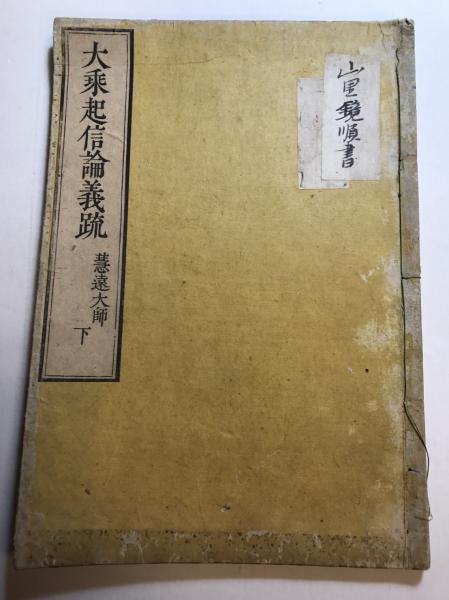 大乘起信論義疏
慧遠大師
下
山里鏡順書